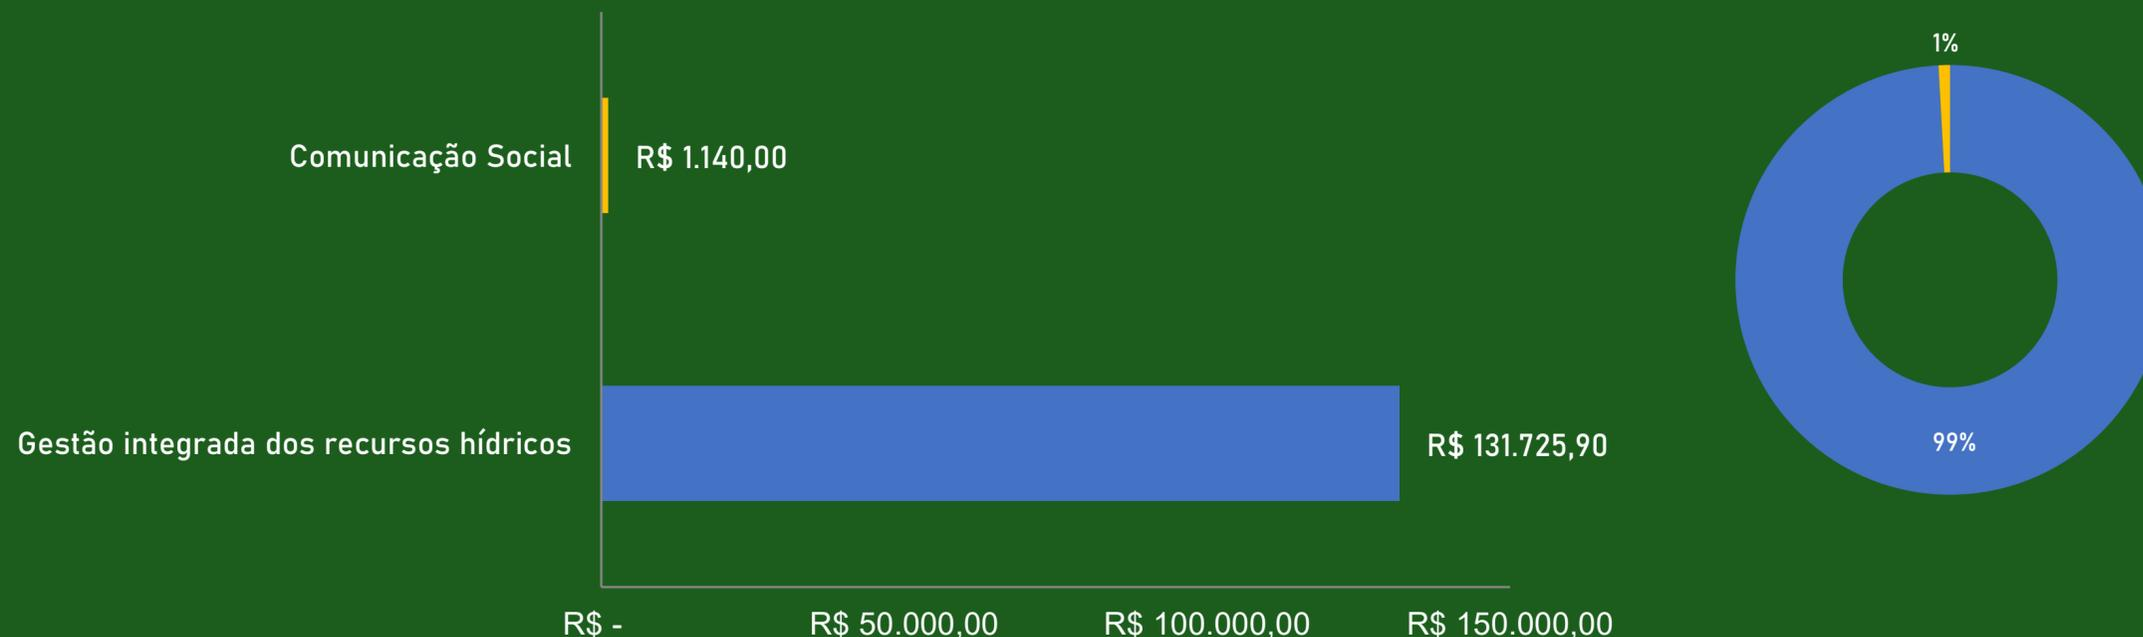 Comunicação Social
R$ 1.140,00
Gestão integrada dos recursos hídricos
R$ 131.725,90
R$ -
R$ 50.000,00
R$ 100.000,00
R$ 150.000,00
1%
99%